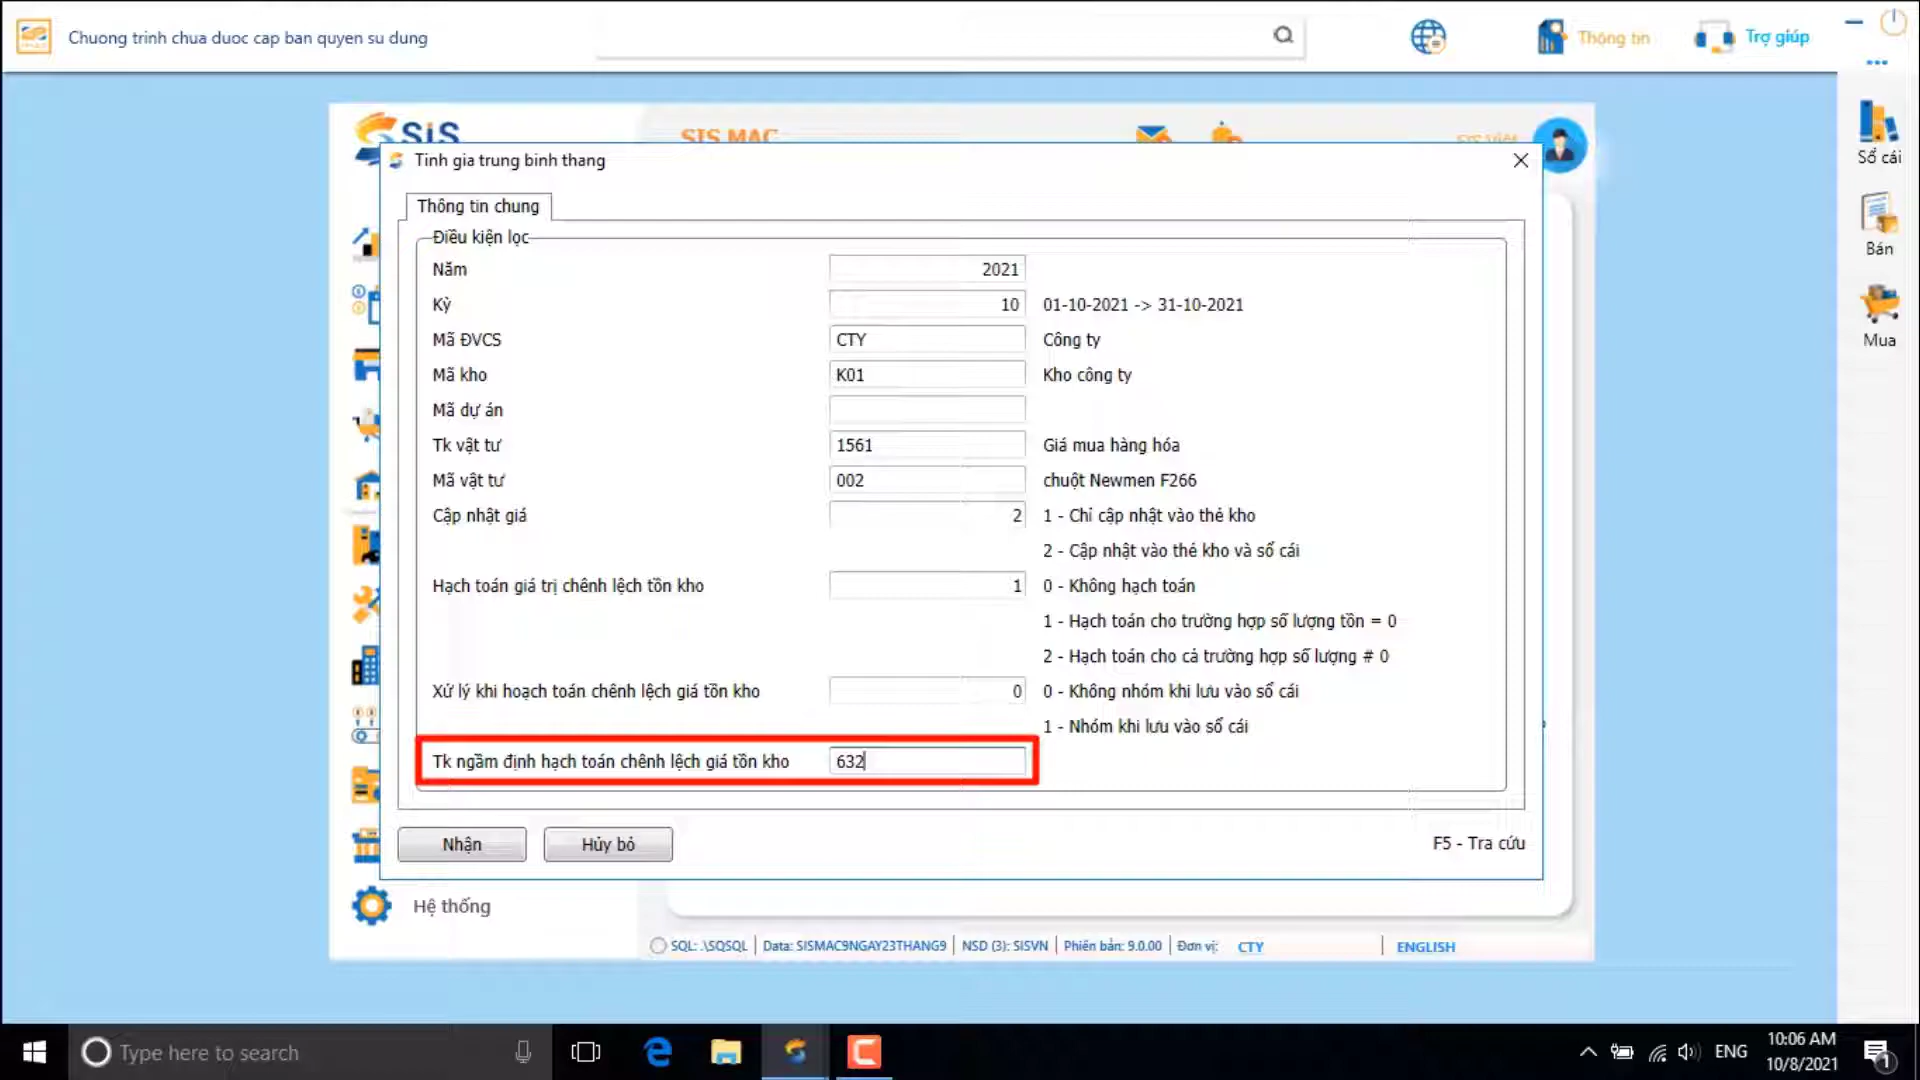 Chuong trinh chua duoc cap ban quyen su dung
Thông tin
Trợ giúp
SIS
SIS MAC
SIS Việt
Tinh gia trung binh thang
Thông tin chung
Điều kiện lọc
Năm 2021
Kỳ 10 01-10-2021 -> 31-10-2021
Mã ĐVCS CTY Công ty
Mã kho K01 Kho công ty
Mã dự án
Tk vật tư 1561 Giá mua hàng hóa
Mã vật tư 002 chuột Newmen F266
Cập nhật giá 2 1 - Chỉ cập nhật vào thẻ kho
2 - Cập nhật vào thẻ kho và sổ cái
Hạch toán giá trị chênh lệch tồn kho 1 0 - Không hạch toán
1 - Hạch toán cho trường hợp số lượng tồn = 0
2 - Hạch toán cho cả trường hợp số lượng # 0
Xử lý khi hoạch toán chênh lệch giá tồn kho 0 0 - Không nhóm khi lưu vào sổ cái
1 - Nhóm khi lưu vào sổ cái
Tk ngầm định hạch toán chênh lệch giá tồn kho 632
Nhận
Hủy bỏ
F5 - Tra cứu
Hệ thống
SQL: .\SQSQL
Data: SISMAC9NGAY23THANG9
NSD (3): SISVN
Phiên bản: 9.0.00
Đơn vị:
CTY
ENGLISH
Sổ cái
Bán
Mua
Type here to search
ENG
10:06 AM
10/8/2021
1